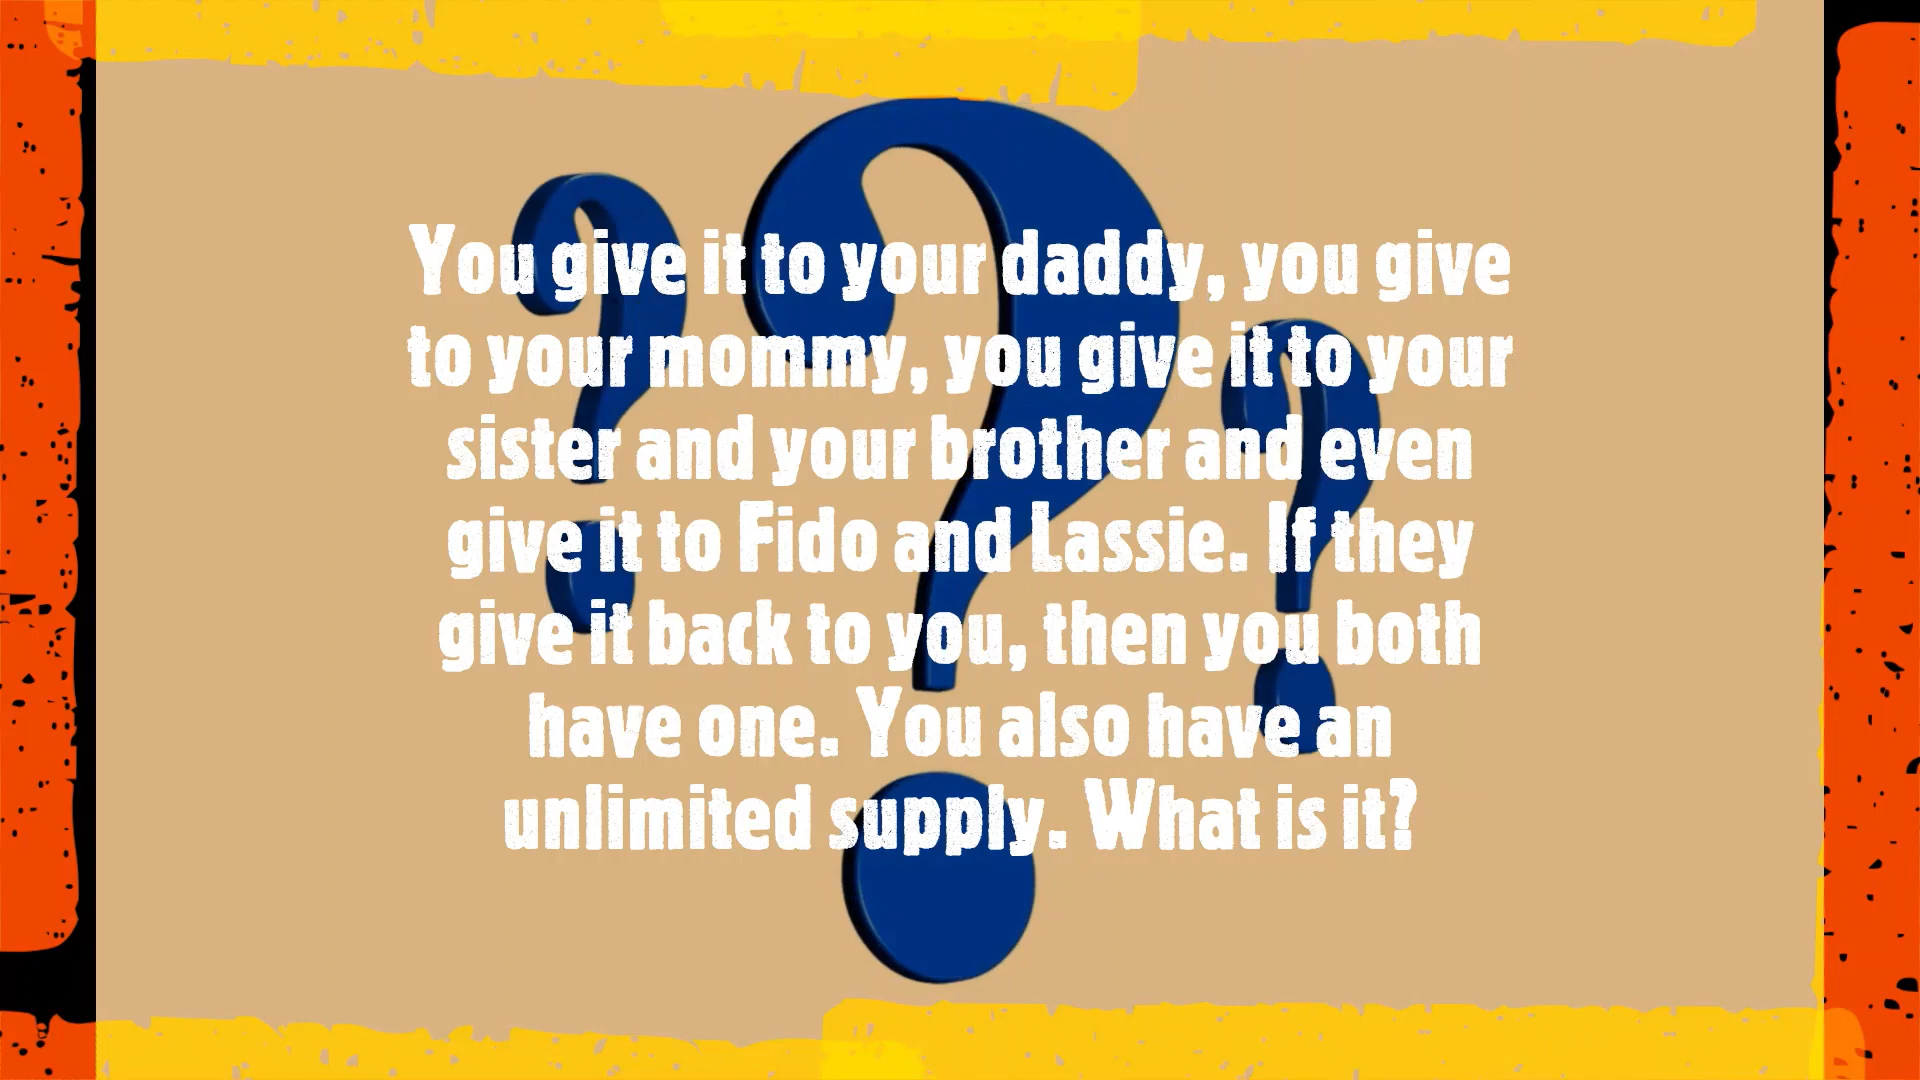 You give it to your daddy, you give
to your mommy, you give it to your
sister and your brother and even
give it to Fido and Lassie. If they
give it back to you, then you both
have one. You also have an
unlimited supply. What is it?